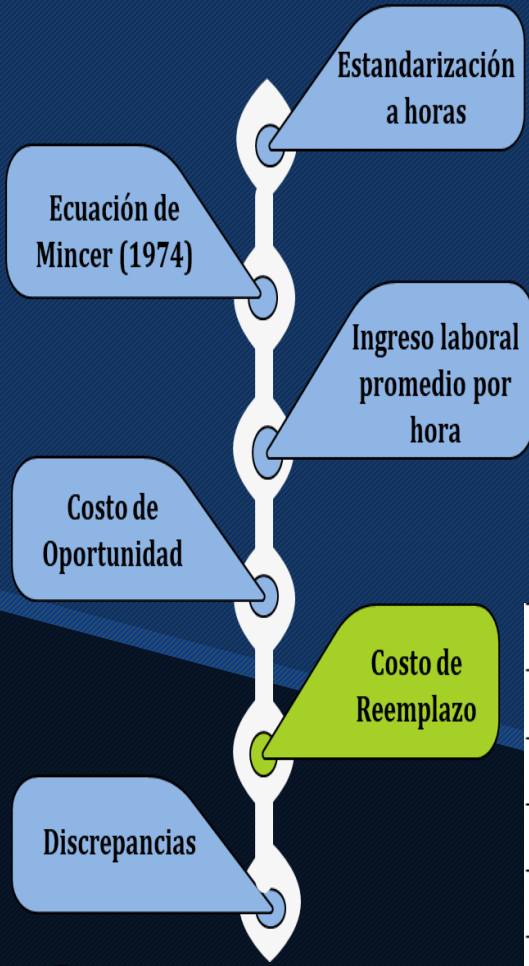 Estandarización
a horas
Ecuación de
Mincer (1974)
Ingreso laboral
promedio por
hora
Costo de
Oportunidad
Costo de
Reemplazo
Discrepancias